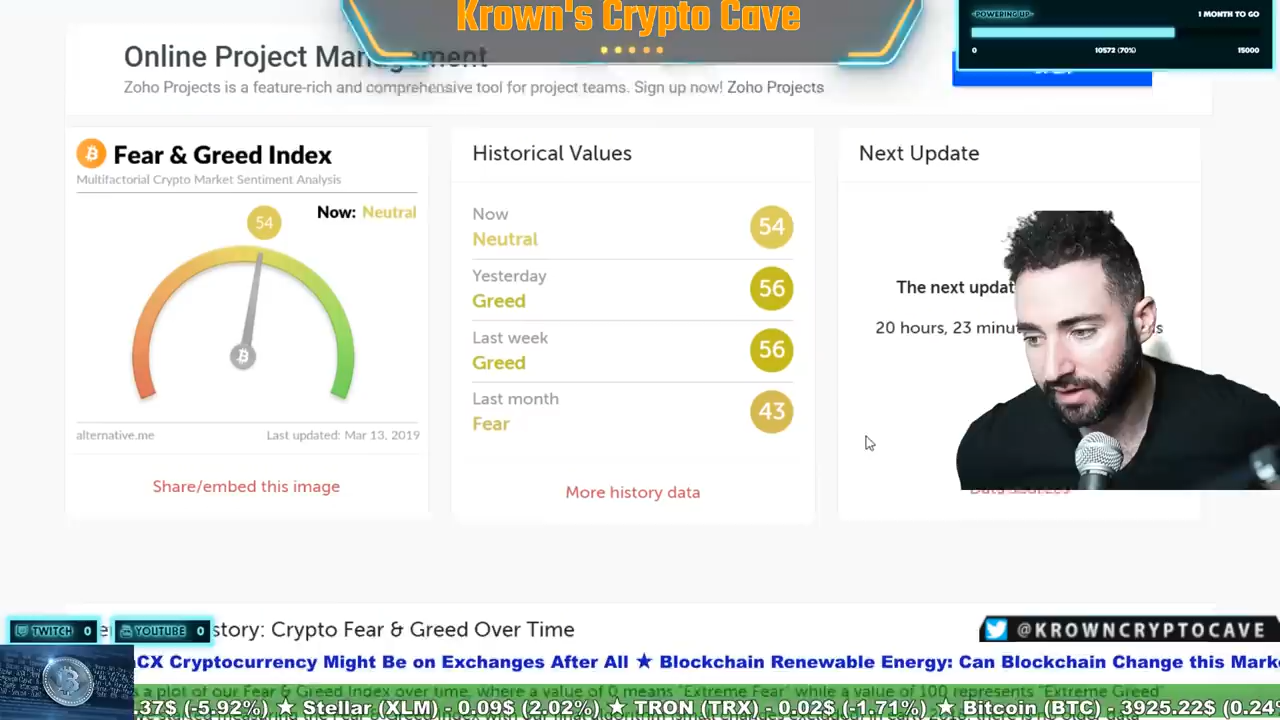 Krown's Crypto Cave
POWERING UP
1 MONTH TO GO
0
10572 (70%)
15000
Online Project Management
Zoho Projects is a feature-rich and comprehensive tool for project teams. Sign up now! Zoho Projects
Fear & Greed Index
Multifactorial Crypto Market Sentiment Analysis
Now: Neutral
54
alternative.me
Last updated: Mar 13, 2019
Share/embed this image
Historical Values
Now
Neutral
54
Yesterday
Greed
56
Last week
Greed
56
Last month
Fear
43
More history data
Next Update
The next updat
20 hours, 23 minu
Data sources
TWITCH 0
YOUTUBE 0
story: Crypto Fear & Greed Over Time
@KROWNCRYPTOCAVE
CX Cryptocurrency Might Be on Exchanges After All ★ Blockchain Renewable Energy: Can Blockchain Change this Marke
a plot of our Fear & Greed Index over time, where a value of 0 means "Extreme Fear" while a value of 100 represents "Extreme Greed"
.37$ (-5.92%) ★ Stellar (XLM) - 0.09$ (2.02%) ★ TRON (TRX) - 0.02$ (-1.71%) ★ Bitcoin (BTC) - 3925.22$ (0.24